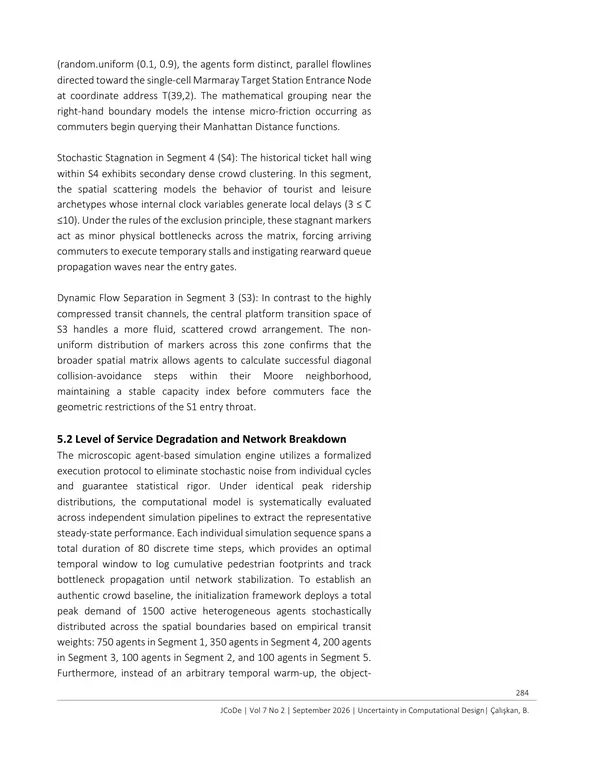 (random.uniform (0.1, 0.9), the agents form distinct, parallel flowlines
directed toward the single-cell Marmaray Target Station Entrance Node
at coordinate address T(39,2). The mathematical grouping near the
right-hand boundary models the intense micro-friction occurring as
commuters begin querying their Manhattan Distance functions.
Stochastic Stagnation in Segment 4 (S4): The historical ticket hall wing
within S4 exhibits secondary dense crowd clustering. In this segment,
the spatial scattering models the behavior of tourist and leisure
archetypes whose internal clock variables generate local delays (3 ≤ ζ
≤10). Under the rules of the exclusion principle, these stagnant markers
act as minor physical bottlenecks across the matrix, forcing arriving
commuters to execute temporary stalls and instigating rearward queue
propagation waves near the entry gates.
Dynamic Flow Separation in Segment 3 (S3): In contrast to the highly
compressed transit channels, the central platform transition space of
S3 handles a more fluid, scattered crowd arrangement. The non-
uniform distribution of markers across this zone confirms that the
broader spatial matrix allows agents to calculate successful diagonal
collision-avoidance steps within their Moore neighborhood,
maintaining a stable capacity index before commuters face the
geometric restrictions of the S1 entry throat.
5.2 Level of Service Degradation and Network Breakdown
The microscopic agent-based simulation engine utilizes a formalized
execution protocol to eliminate stochastic noise from individual cycles
and guarantee statistical rigor. Under identical peak ridership
distributions, the computational model is systematically evaluated
across independent simulation pipelines to extract the representative
steady-state performance. Each individual simulation sequence spans a
total duration of 80 discrete time steps, which provides an optimal
temporal window to log cumulative pedestrian footprints and track
bottleneck propagation until network stabilization. To establish an
authentic crowd baseline, the initialization framework deploys a total
peak demand of 1500 active heterogeneous agents stochastically
distributed across the spatial boundaries based on empirical transit
weights: 750 agents in Segment 1, 350 agents in Segment 4, 200 agents
in Segment 3, 100 agents in Segment 2, and 100 agents in Segment 5.
Furthermore, instead of an arbitrary temporal warm-up, the object-
284
JCoDe | Vol 7 No 2 | September 2026 | Uncertainty in Computational Design| Çalışkan, B.